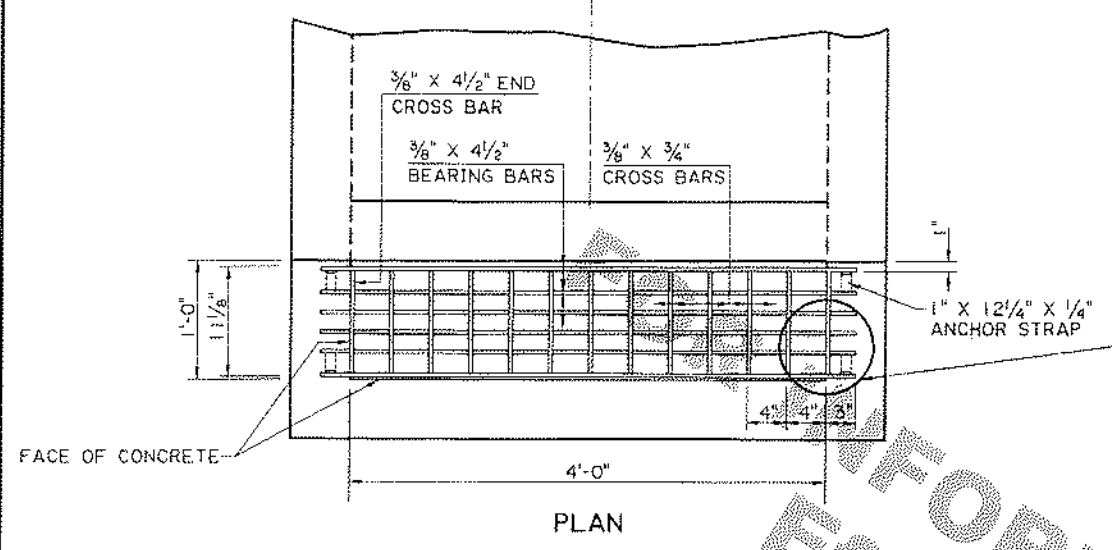 3/8" X 4 1/2" END
CROSS BAR
3/8" X 4 1/2"
BEARING BARS
3/8" X 3/4"
CROSS BARS
1"
1'-0"
11 1/8"
1" X 12 1/4" X 1/4"
ANCHOR STRAP
4"
4"
3"
FACE OF CONCRETE
4'-0"
PLAN
FOR